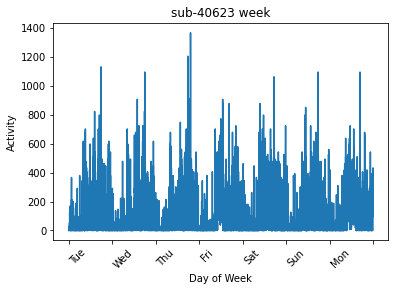 sub-40623 week
1400
1200
1000
800
600
400
200
0
Activity
Tue
Wed
Thu
Fri
Sat
Sun
Mon
Day of Week